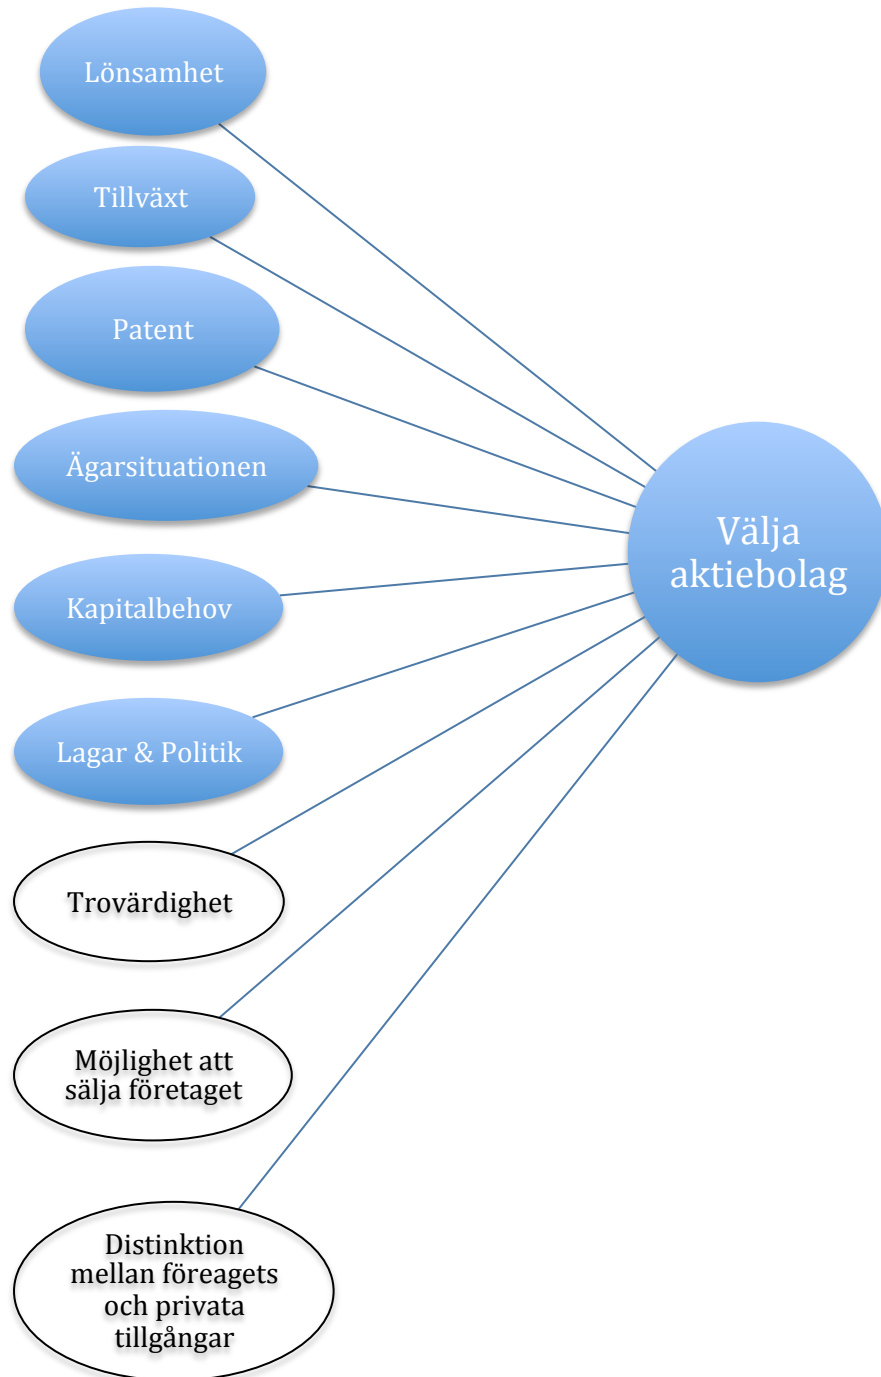 Lönsamhet
Tillväxt
Patent
Ägarsituationen
Kapitalbehov
Lagar & Politik
Trovärdighet
Möjlighet att
sälja företaget
Distinktion
mellan föreagets
och privata
tillgångar
Välja
aktiebolag